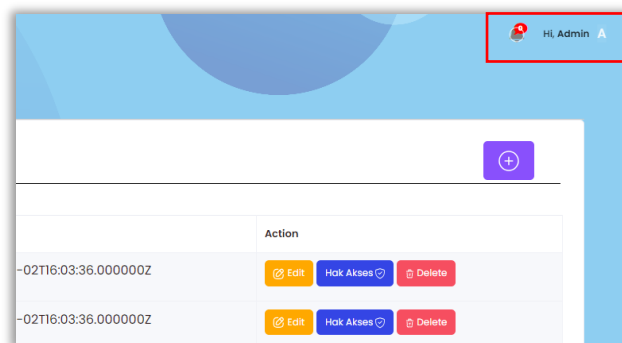 Hi, Admin A
Action
-02T16:03:36.000000Z Edit Hak Akses Delete
-02T16:03:36.000000Z Edit Hak Akses Delete